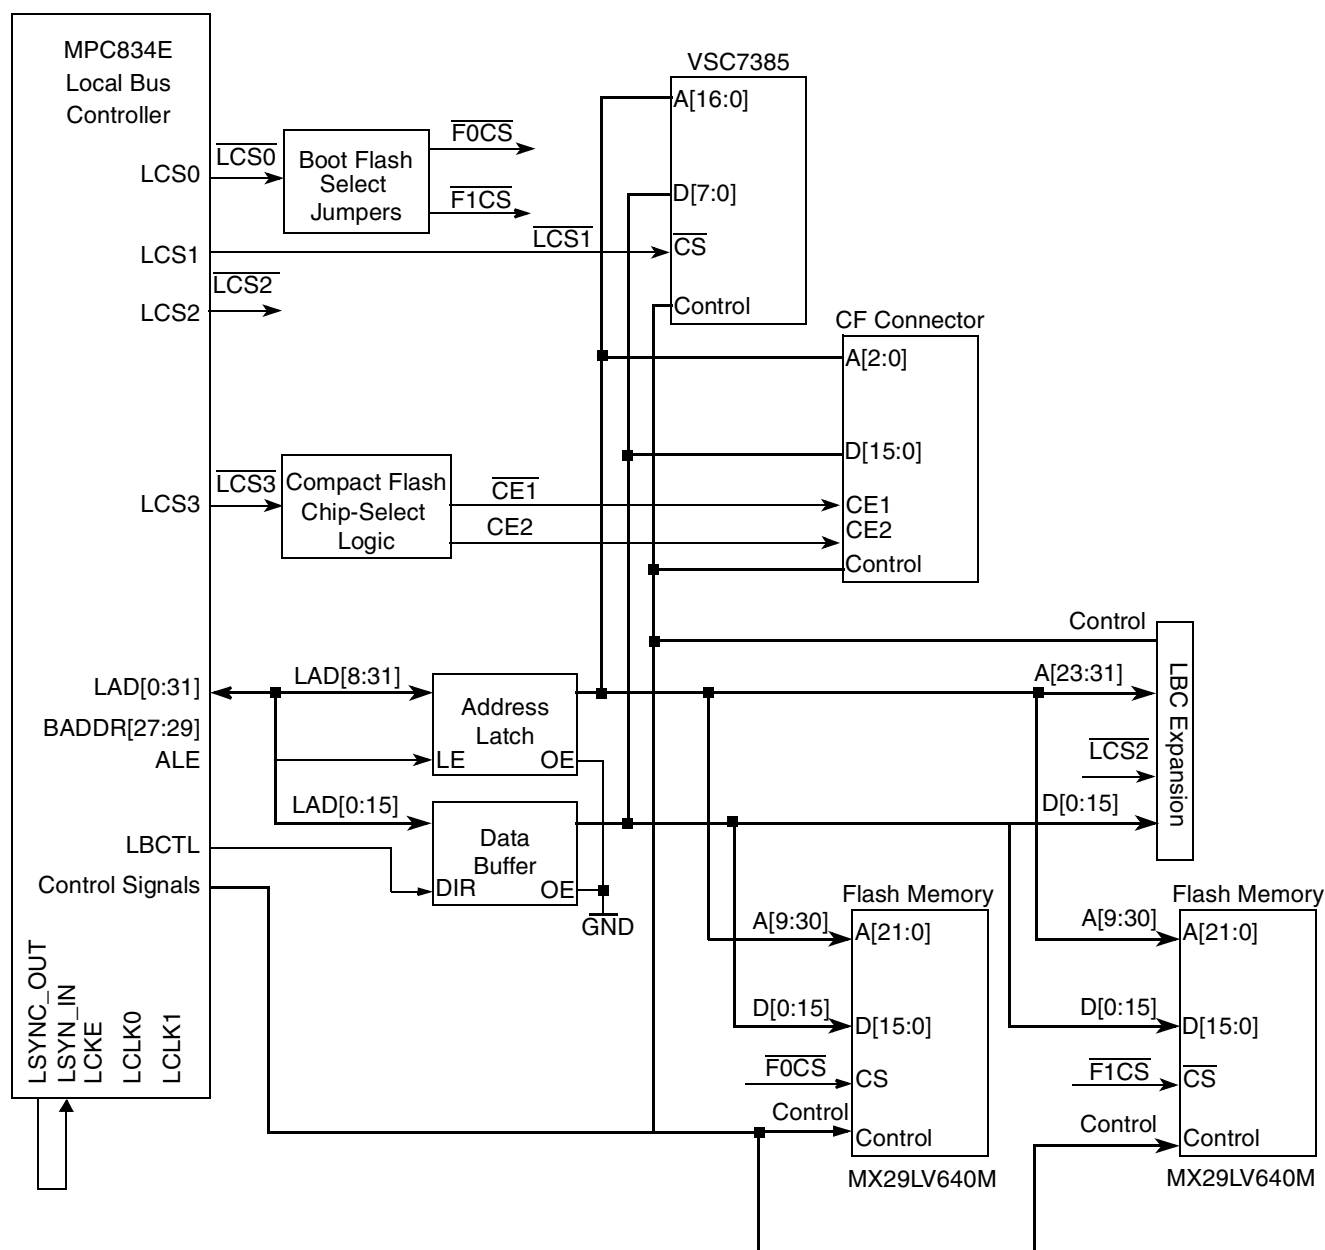 MPC834E
Local Bus
Controller
LCS0
LCS0
Boot Flash
Select
Jumpers
F0CS
F1CS
LCS1
LCS1
LCS2
LCS2
VSC7385
A[16:0]
D[7:0]
CS
Control
CF Connector
A[2:0]
D[15:0]
CE1
CE2
Control
LCS3
LCS3
Compact Flash
Chip-Select
Logic
CE1
CE2
LAD[0:31]
BADDR[27:29]
ALE
LAD[8:31]
Address
Latch
LE
OE
LAD[0:15]
LBCTL
Data
Buffer
DIR
OE
GND
Control Signals
Control
A[23:31]
LCS2
D[0:15]
LBC Expansion
Flash Memory
A[9:30]
A[21:0]
D[0:15]
D[15:0]
F0CS
CS
Control
Control
MX29LV640M
Flash Memory
A[9:30]
A[21:0]
D[0:15]
D[15:0]
F1CS
CS
Control
Control
MX29LV640M
LSYNC_OUT
LSYN_IN
LCKE
LCLK0
LCLK1